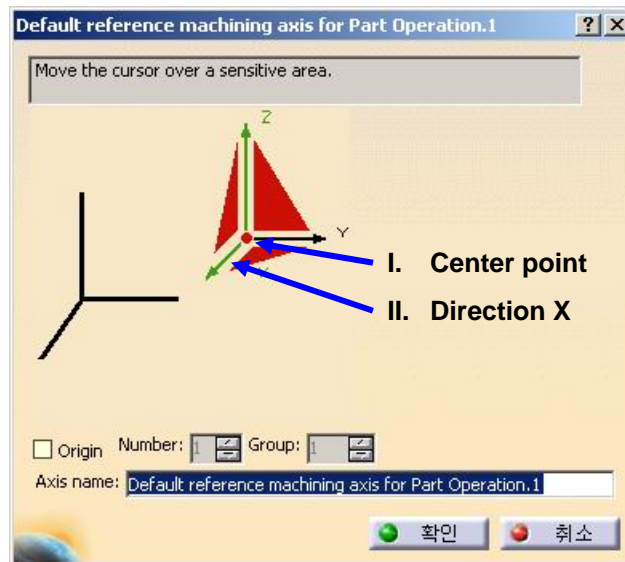 Default reference machining axis for Part Operation.1
Move the cursor over a sensitive area.
Z
Y
I. Center point
II. Direction X
Origin Number: 1 Group: 1
Axis name: Default reference machining axis for Part Operation.1
확인 취소